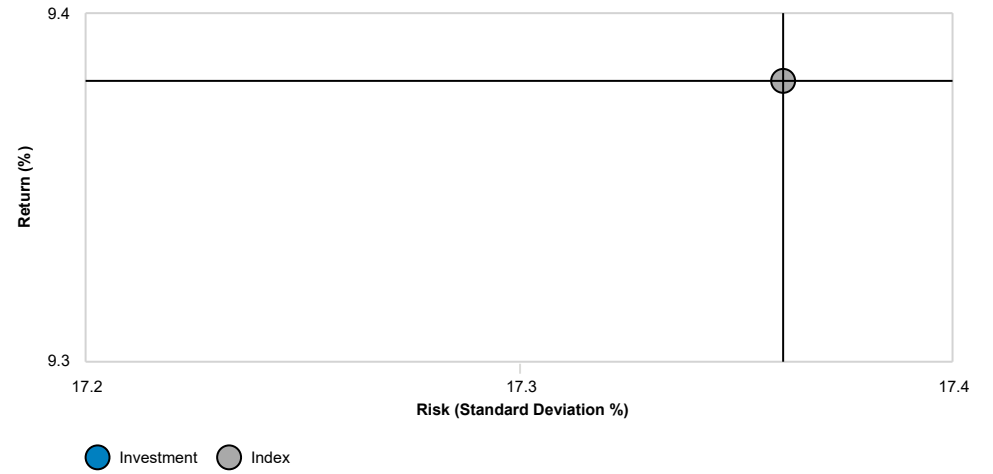 9.4
Return (%)
9.3
17.2 17.3 17.4
Risk (Standard Deviation %)
Investment Index